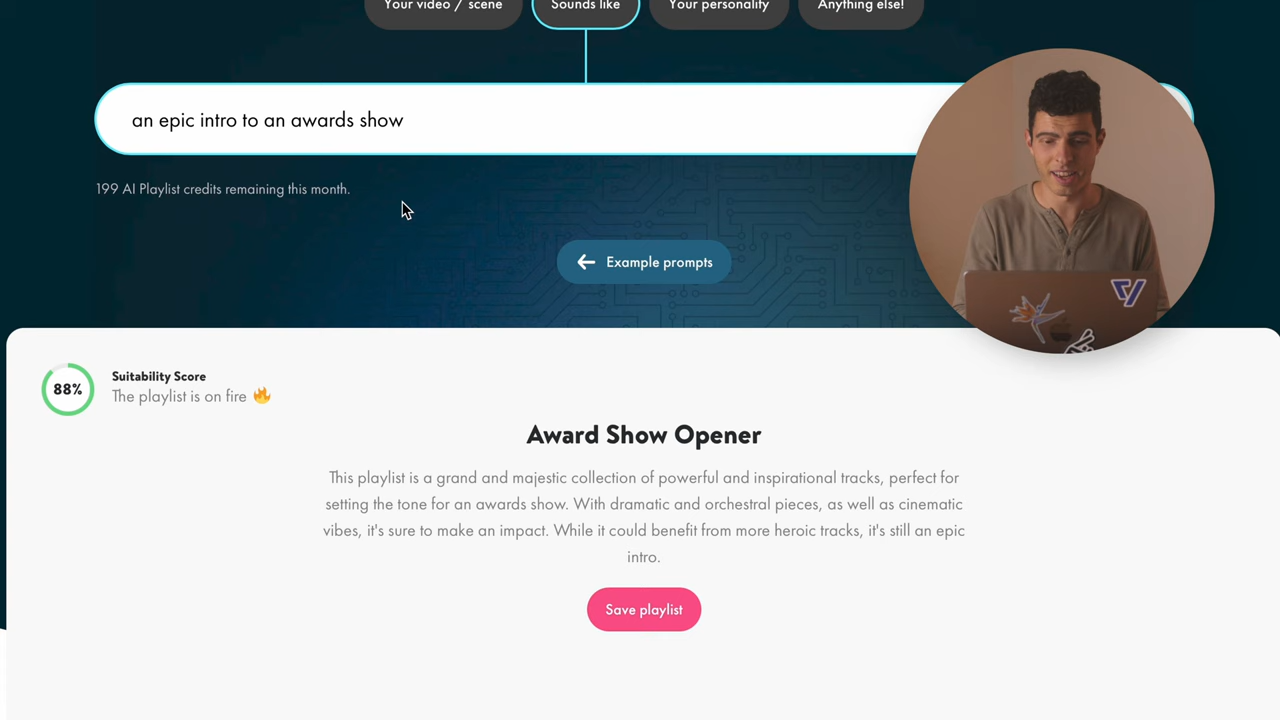 Your video / scene
Sounds like
Your personality
Anything else!
an epic intro to an awards show
199 AI Playlist credits remaining this month.
Example prompts
88%
Suitability Score
The playlist is on fire 🔥
Award Show Opener
This playlist is a grand and majestic collection of powerful and inspirational tracks, perfect for
setting the tone for an awards show. With dramatic and orchestral pieces, as well as cinematic
vibes, it's sure to make an impact. While it could benefit from more heroic tracks, it's still an epic
intro.
Save playlist